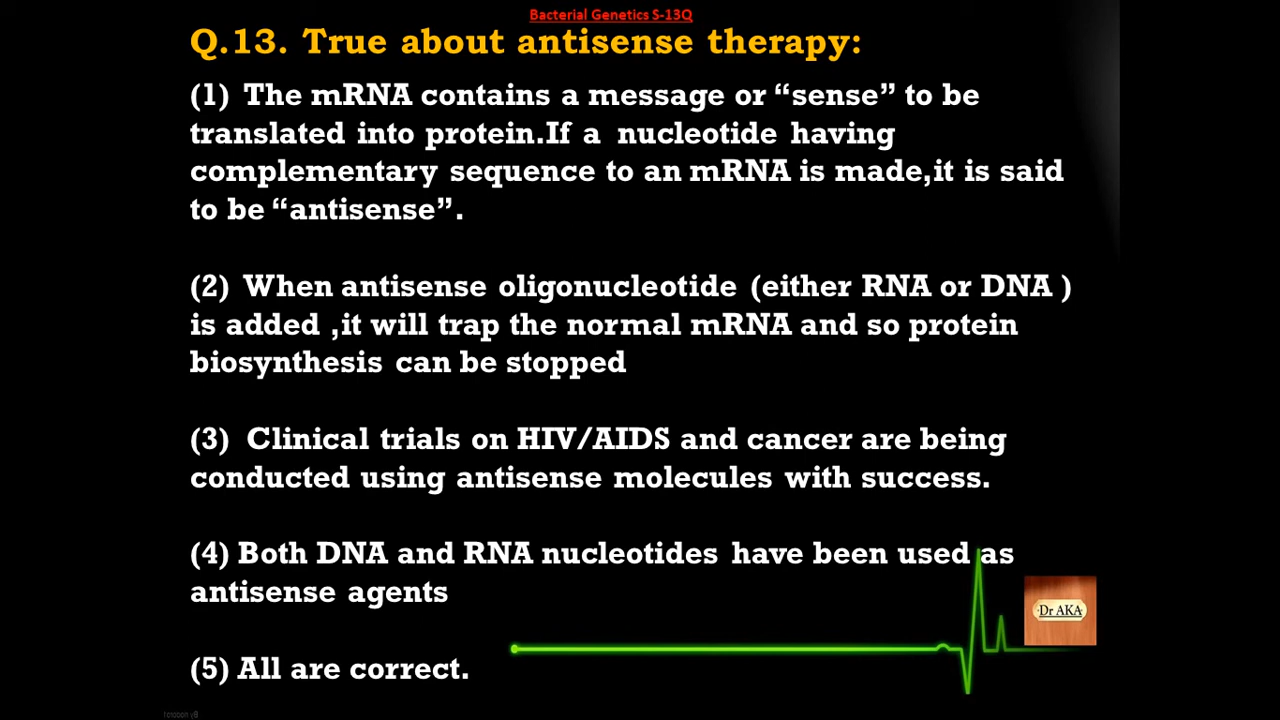 Bacterial Genetics S-13Q
Q.13. True about antisense therapy:
(1) The mRNA contains a message or “sense” to be
translated into protein.If a nucleotide having
complementary sequence to an mRNA is made,it is said
to be “antisense”.
(2) When antisense oligonucleotide (either RNA or DNA )
is added ,it will trap the normal mRNA and so protein
biosynthesis can be stopped
(3) Clinical trials on HIV/AIDS and cancer are being
conducted using antisense molecules with success.
(4) Both DNA and RNA nucleotides have been used as
antisense agents
Dr AKA
(5) All are correct.